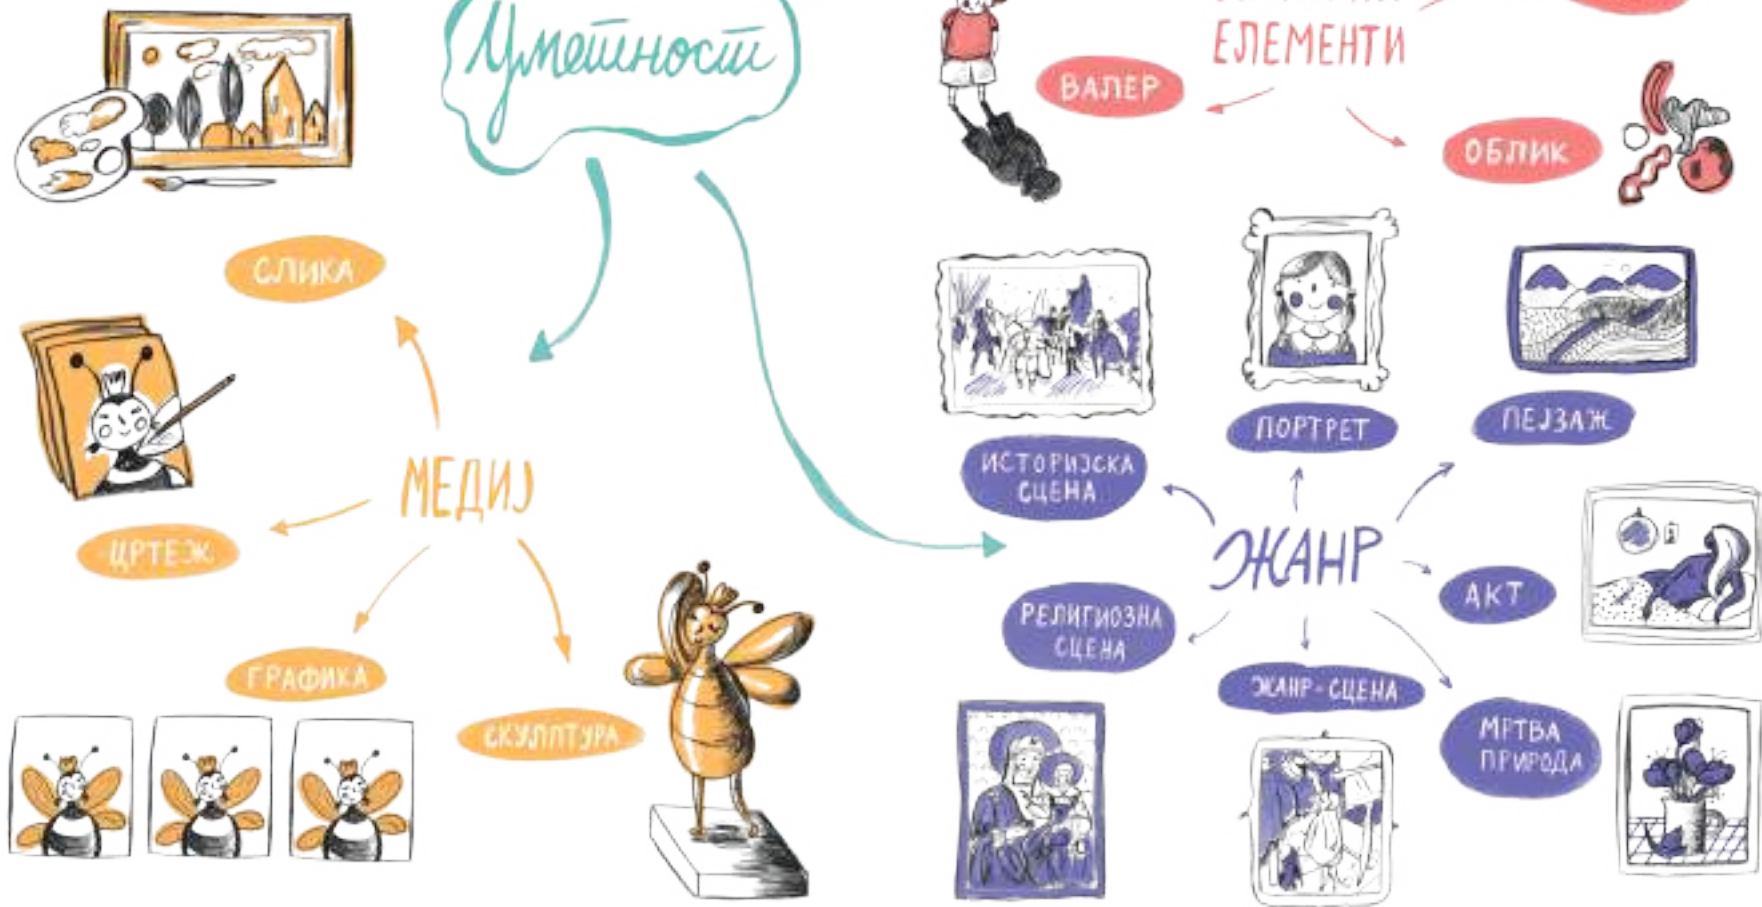 Уметност
ЕЛЕМЕНТИ
ВАЛЕР
ОБЛИК
СЛИКА
МЕДИЈ
ЦРТЕЖ
ГРАФИКА
СКУЛПТУРА
ПОРТРЕТ
ПЕЈЗАЖ
ИСТОРИЈСКА
СЦЕНА
ЖАНР
АКТ
РЕЛИГИОЗНА
СЦЕНА
ЖАНР-СЦЕНА
МРТВА
ПРИРОДА